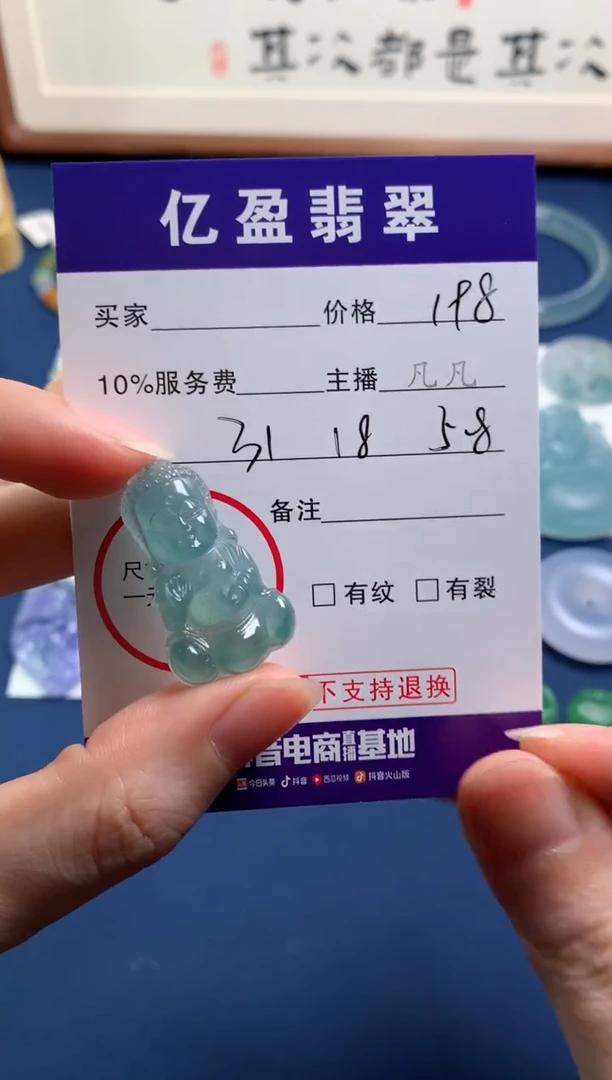 其次都是其次
亿盈翡翠
买家 价格 198
10%服务费 主播 凡凡
31 18 5.8
备注
尺
一
□有纹 □有裂
不支持退换
音电商直播基地
今日头条 抖音 西瓜视频 抖音火山版